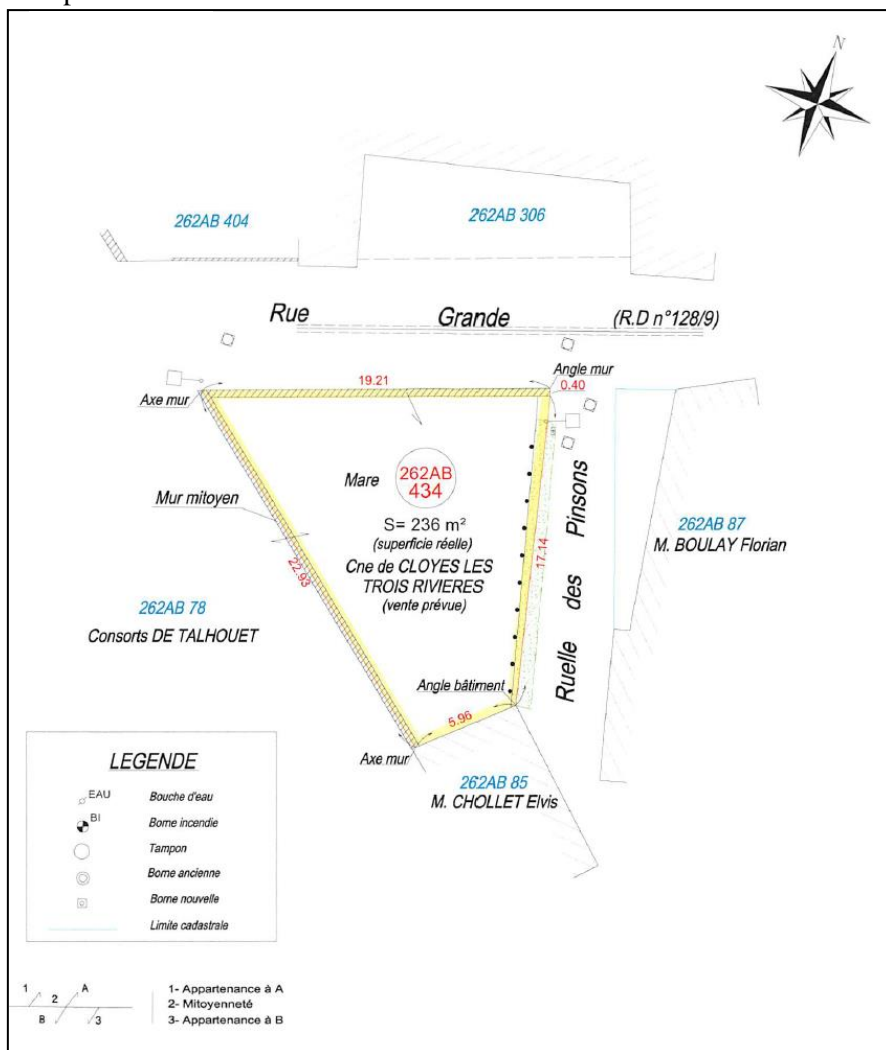 N
262AB 404
262AB 306
Rue Grande (R.D n°128/9)
Angle mur
19.21
0.40
Axe mur
Mare
262AB
434
Mur mitoyen
S= 236 m²
(superficie réelle)
Cne de CLOYES LES
TROIS RIVIERES
(vente prévue)
22.93
17.14
Ruelle des Pinsons
262AB 87
M. BOULAY Florian
262AB 78
Consorts DE TALHOUET
Angle bâtiment
5.96
Axe mur
262AB 85
M. CHOLLET Elvis
LEGENDE
EAU Bouche d'eau
BI Borne incendie
Tampon
Borne ancienne
Borne nouvelle
Limite cadastrale
1 2 A B 3
1- Appartenance à A
2- Mitoyenneté
3- Appartenance à B